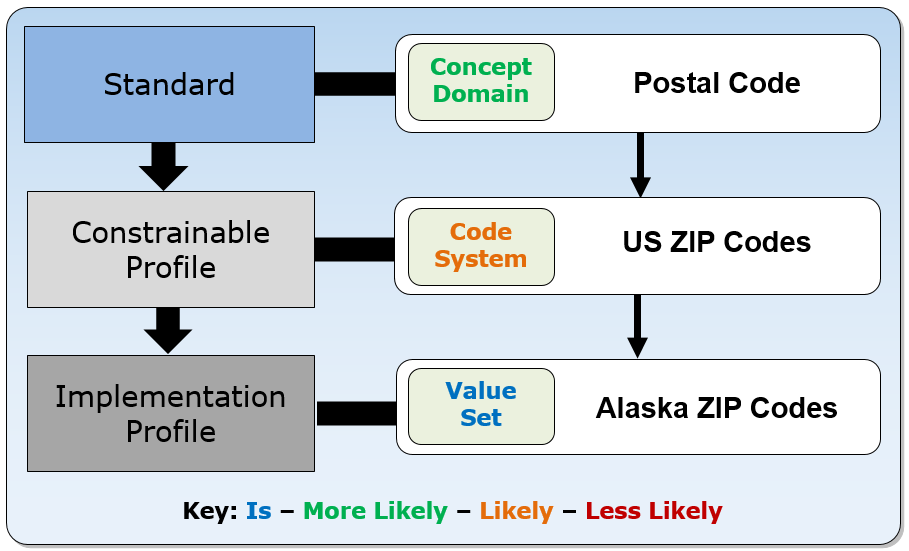 Standard
Concept
Domain
Postal Code
Constrainable
Profile
Code
System
US ZIP Codes
Implementation
Profile
Value
Set
Alaska ZIP Codes
Key: Is – More Likely – Likely – Less Likely